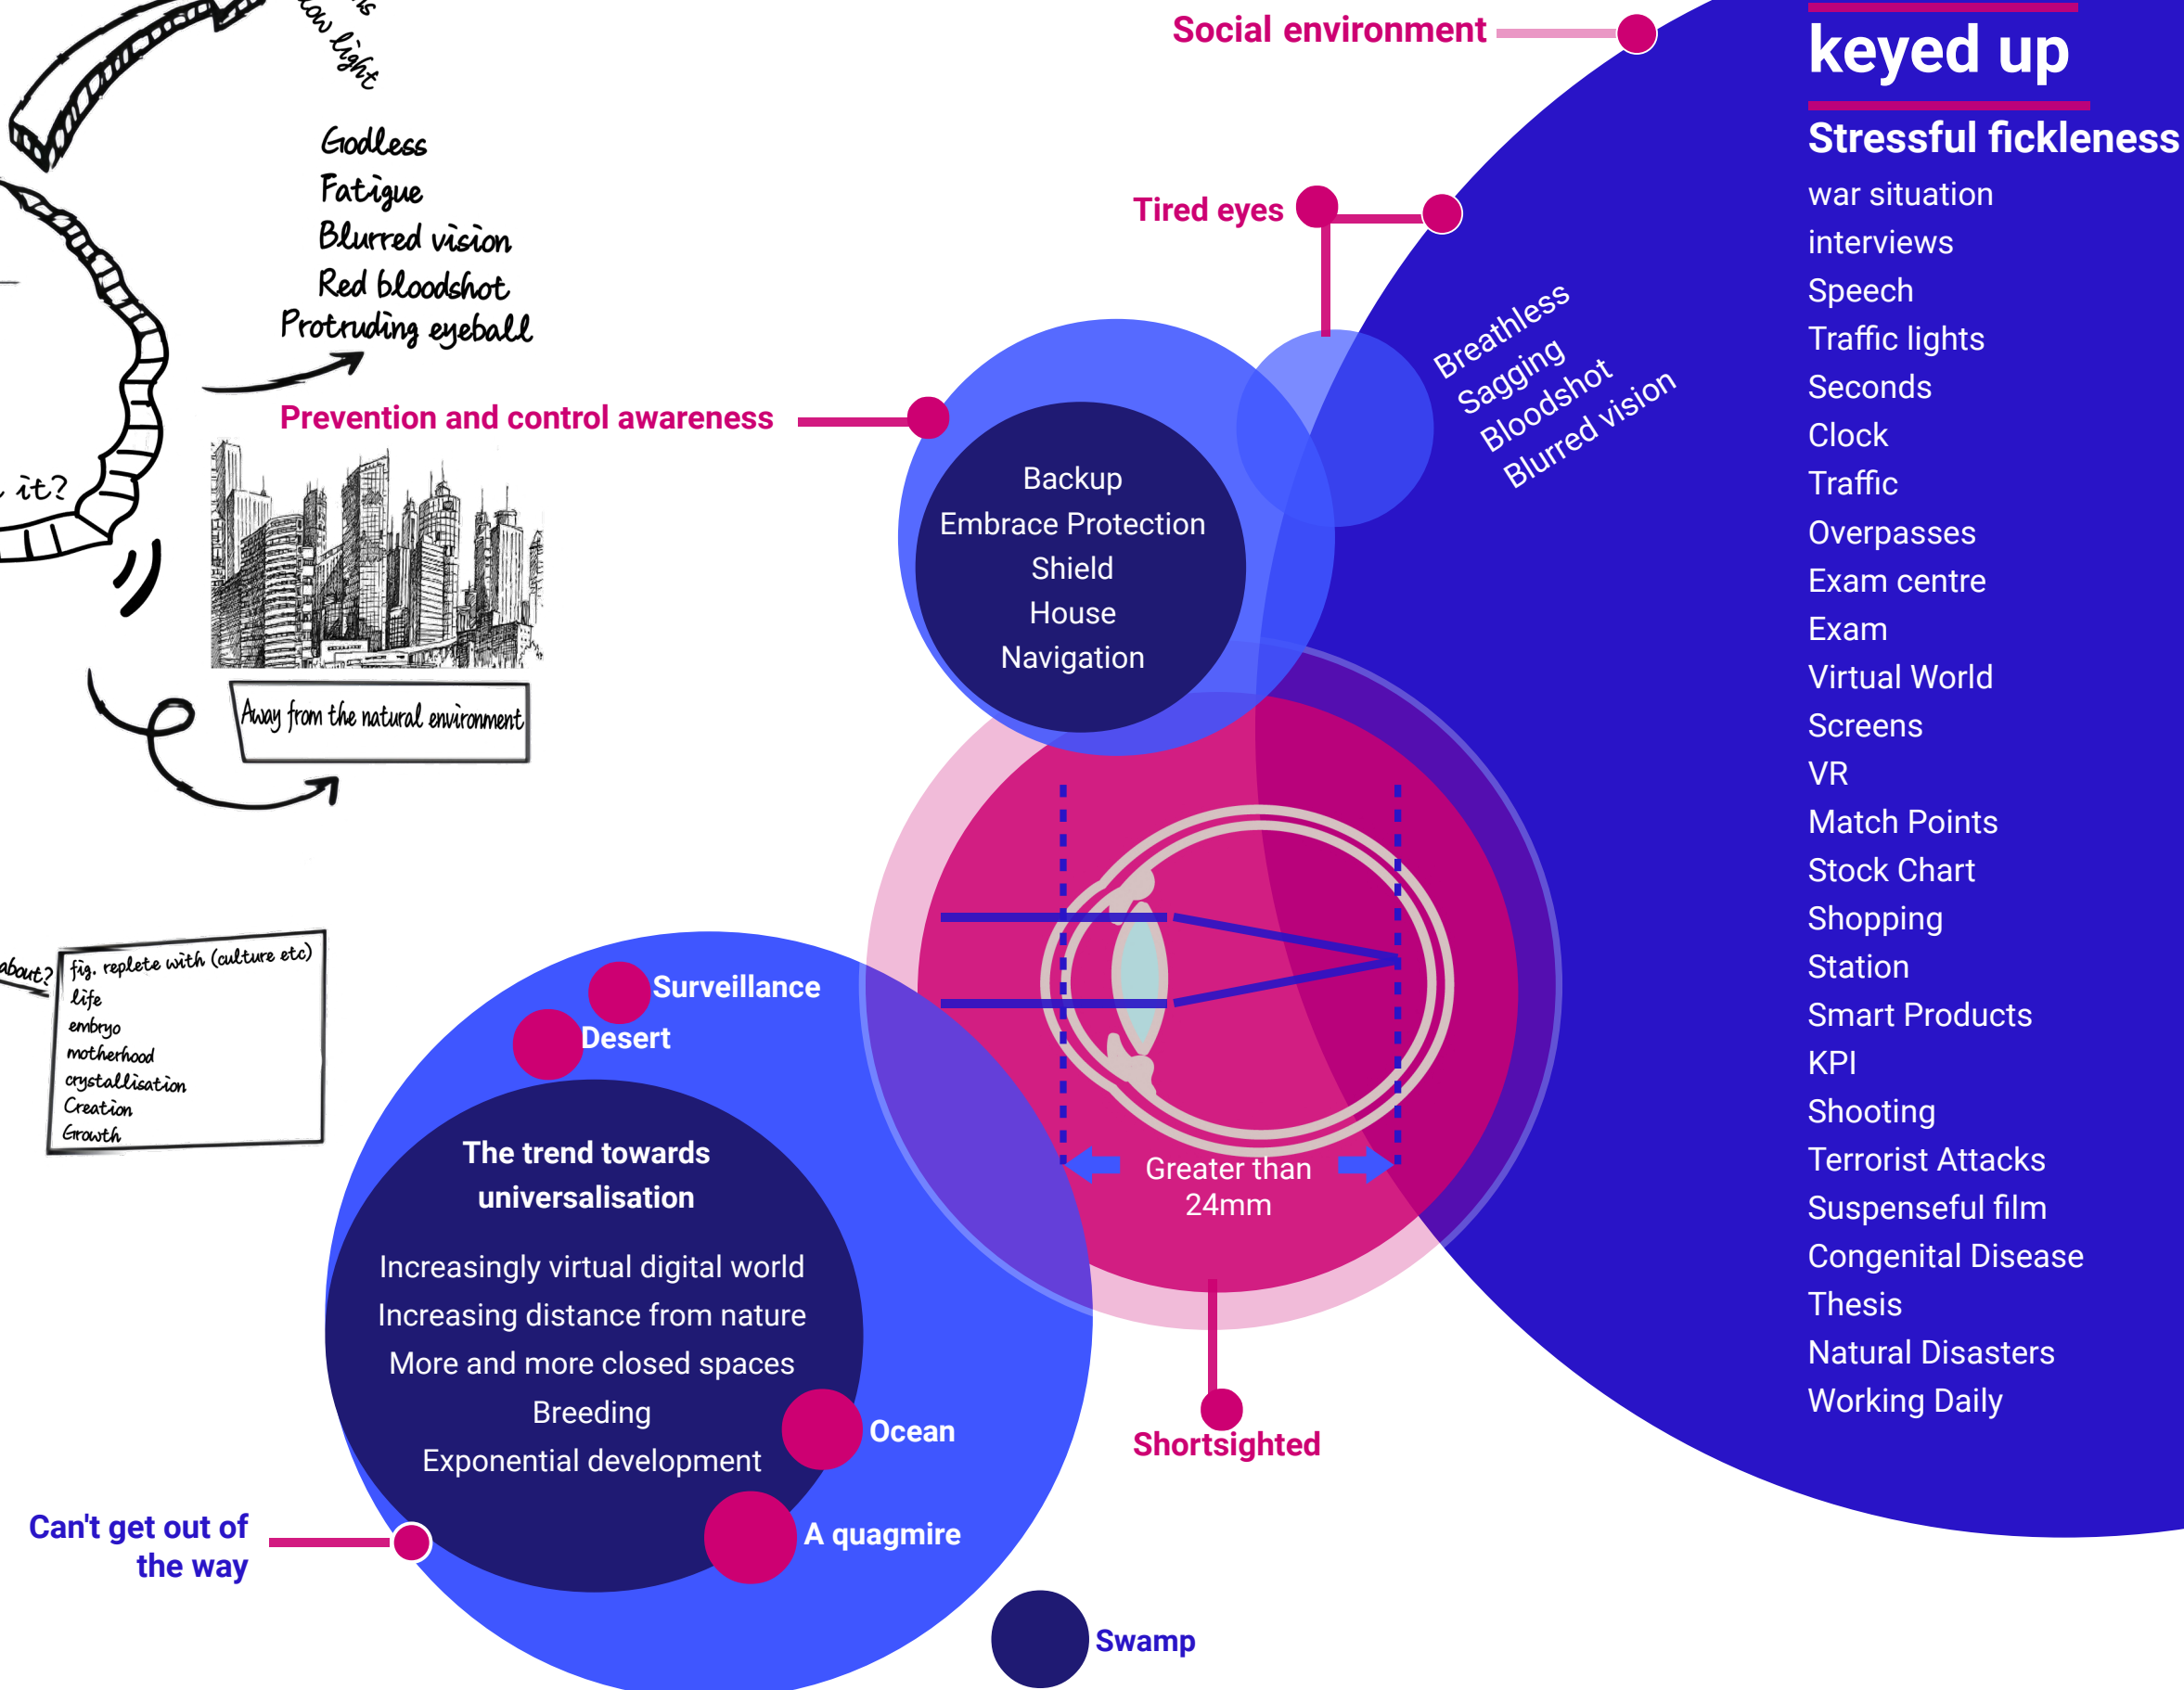 low light
Godless
Fatigue
Blurred vision
Red bloodshot
Protruding eyeball
it?
Away from the natural environment
about?
fig. replete with (culture etc)
life
embryo
motherhood
crystallisation
Creation
Growth
Social environment
Tired eyes
Prevention and control awareness
Breathless
Sagging
Bloodshot
Blurred vision
Backup
Embrace Protection
Shield
House
Navigation
Greater than
24mm
Shortsighted
Surveillance
Desert
The trend towards
universalisation
Increasingly virtual digital world
Increasing distance from nature
More and more closed spaces
Breeding
Exponential development
Ocean
A quagmire
Can't get out of
the way
Swamp
keyed up
Stressful fickleness
war situation
interviews
Speech
Traffic lights
Seconds
Clock
Traffic
Overpasses
Exam centre
Exam
Virtual World
Screens
VR
Match Points
Stock Chart
Shopping
Station
Smart Products
KPI
Shooting
Terrorist Attacks
Suspenseful film
Congenital Disease
Thesis
Natural Disasters
Working Daily